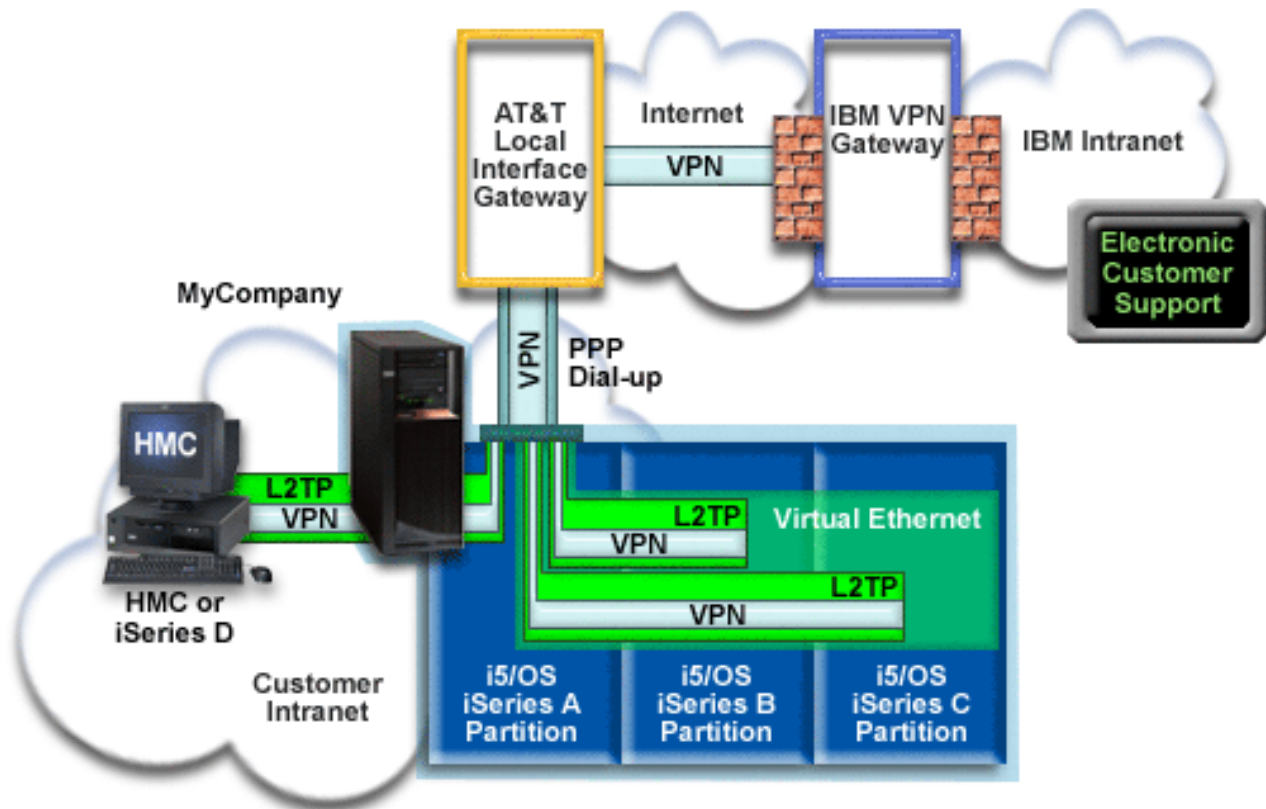 AT&T
Local
Interface
Gateway
Internet
VPN
IBM VPN
Gateway
IBM Intranet
Electronic
Customer
Support
MyCompany
VPN
PPP
Dial-up
HMC
L2TP
VPN
L2TP
VPN
Virtual Ethernet
L2TP
VPN
HMC or
iSeries D
Customer
Intranet
i5/OS
iSeries A
Partition
i5/OS
iSeries B
Partition
i5/OS
iSeries C
Partition